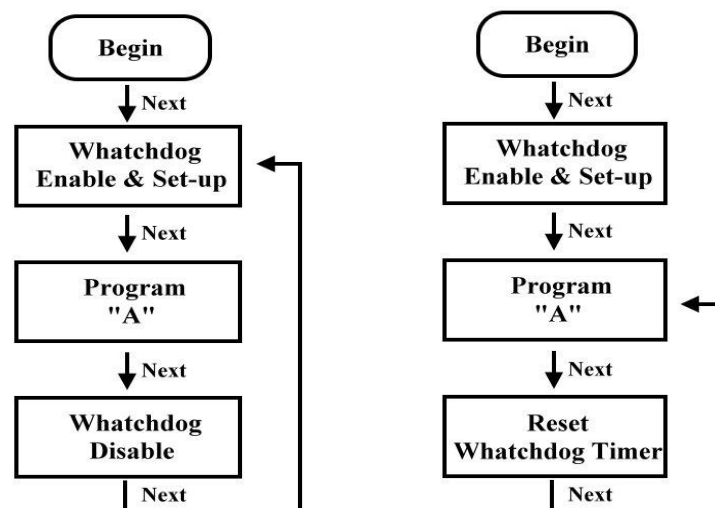 Begin
Next
Whatchdog
Enable & Set-up
Next
Program
"A"
Next
Whatchdog
Disable
Next
Begin
Next
Whatchdog
Enable & Set-up
Next
Program
"A"
Next
Reset
Whatchdog Timer
Next